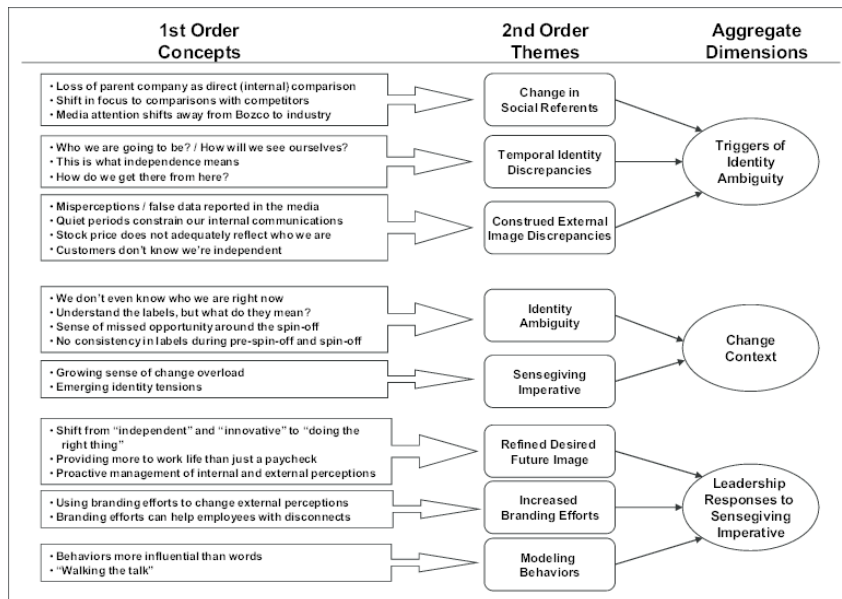 1st Order
Concepts
2nd Order
Themes
Aggregate
Dimensions
• Loss of parent company as direct (internal) comparison
• Shift in focus to comparisons with competitors
• Media attention shifts away from Bozco to industry
Change in
Social Referents
• Who we are going to be? / How will we see ourselves?
• This is what independence means
• How do we get there from here?
Temporal Identity
Discrepancies
• Misperceptions / false data reported in the media
• Quiet periods constrain our internal communications
• Stock price does not adequately reflect who we are
• Customers don't know we're independent
Construed External
Image Discrepancies
Triggers of
Identity
Ambiguity
• We don't even know who we are right now
• Understand the labels, but what do they mean?
• Sense of missed opportunity around the spin-off
• No consistency in labels during pre-spin-off and spin-off
Identity
Ambiguity
• Growing sense of change overload
• Emerging identity tensions
Sensegiving
Imperative
Change
Context
• Shift from "independent" and "innovative" to "doing the
right thing"
• Providing more to work life than just a paycheck
• Proactive management of internal and external perceptions
Refined Desired
Future Image
• Using branding efforts to change external perceptions
• Branding efforts can help employees with disconnects
Increased
Branding Efforts
• Behaviors more influential than words
• "Walking the talk"
Modeling
Behaviors
Leadership
Responses to
Sensegiving
Imperative